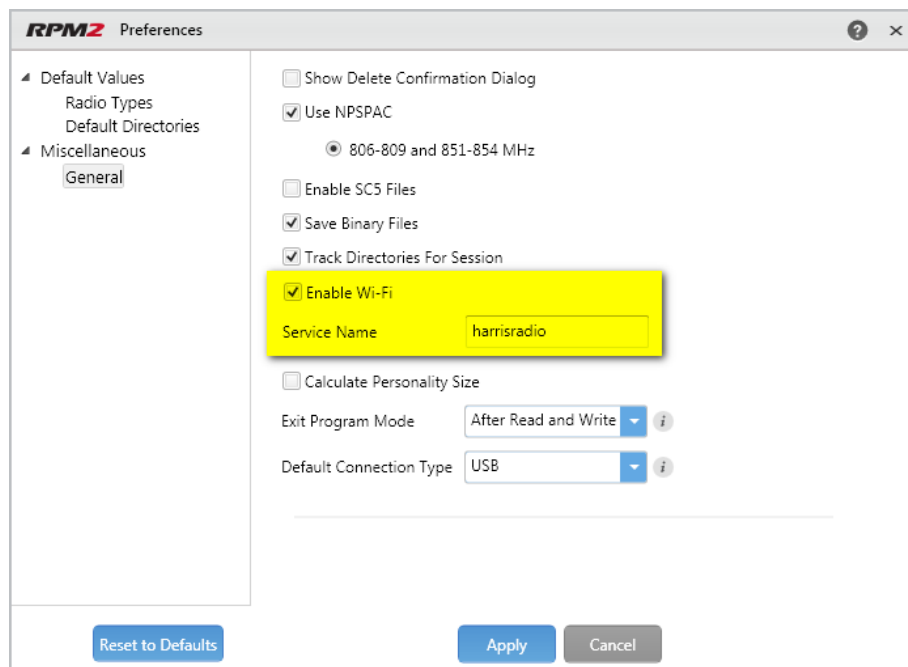 RPM2 Preferences
Default Values
Radio Types
Default Directories
Miscellaneous
General
Show Delete Confirmation Dialog
Use NPSPAC
806-809 and 851-854 MHz
Enable SC5 Files
Save Binary Files
Track Directories For Session
Enable Wi-Fi
Service Name harrisradio
Calculate Personality Size
Exit Program Mode After Read and Write i
Default Connection Type USB i
Reset to Defaults Apply Cancel